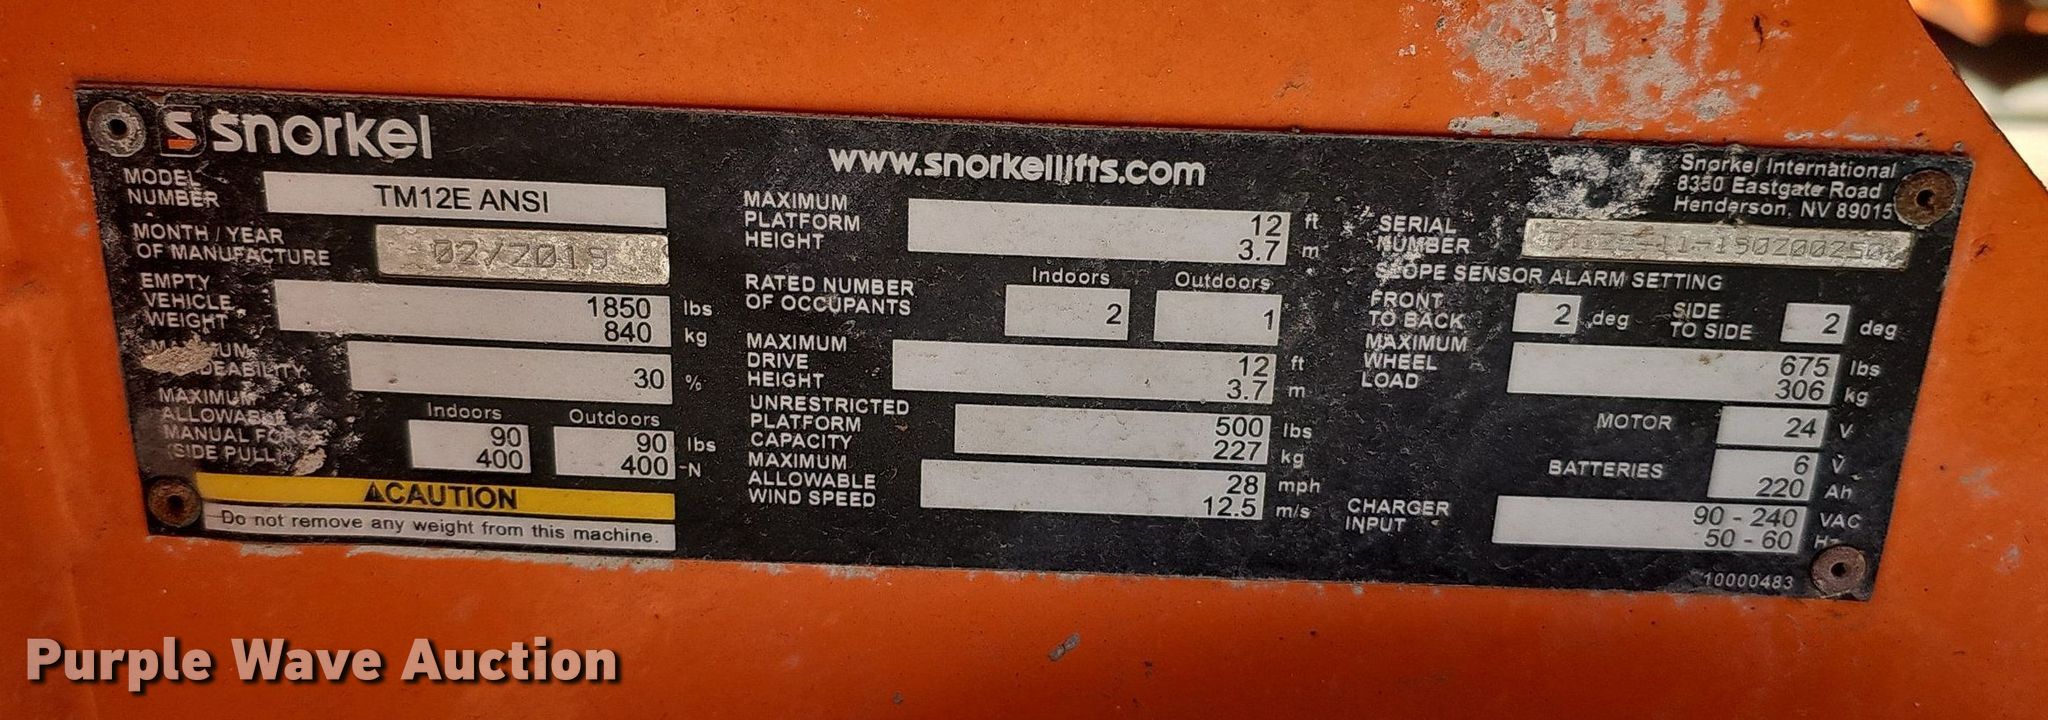 snorkel
www.snorkellifts.com
Snorkel International
8350 Eastgate Road
Henderson, NV 89015
MODEL
NUMBER
TM12E ANSI
MONTH / YEAR
OF MANUFACTURE
02/2019
EMPTY
VEHICLE
WEIGHT
1850 lbs
840 kg
MAXIMUM
GRADEABILITY
30 %
MAXIMUM
ALLOWABLE
MANUAL FORCE
(SIDE PULL)
Indoors Outdoors
90 90 lbs
400 400 N
CAUTION
Do not remove any weight from this machine.
MAXIMUM
PLATFORM
HEIGHT
12 ft
3.7 m
RATED NUMBER
OF OCCUPANTS
Indoors Outdoors
2 1
MAXIMUM
DRIVE
HEIGHT
12 ft
3.7 m
UNRESTRICTED
PLATFORM
CAPACITY
500 lbs
227 kg
MAXIMUM
ALLOWABLE
WIND SPEED
28 mph
12.5 m/s
SERIAL
NUMBER
SLOPE SENSOR ALARM SETTING
FRONT
TO BACK
2 deg
SIDE
TO SIDE
2 deg
MAXIMUM
WHEEL
LOAD
675 lbs
306 kg
MOTOR 24 V
BATTERIES
6 V
220 Ah
CHARGER
INPUT
90 - 240 VAC
50 - 60 Hz
10000483
Purple Wave Auction